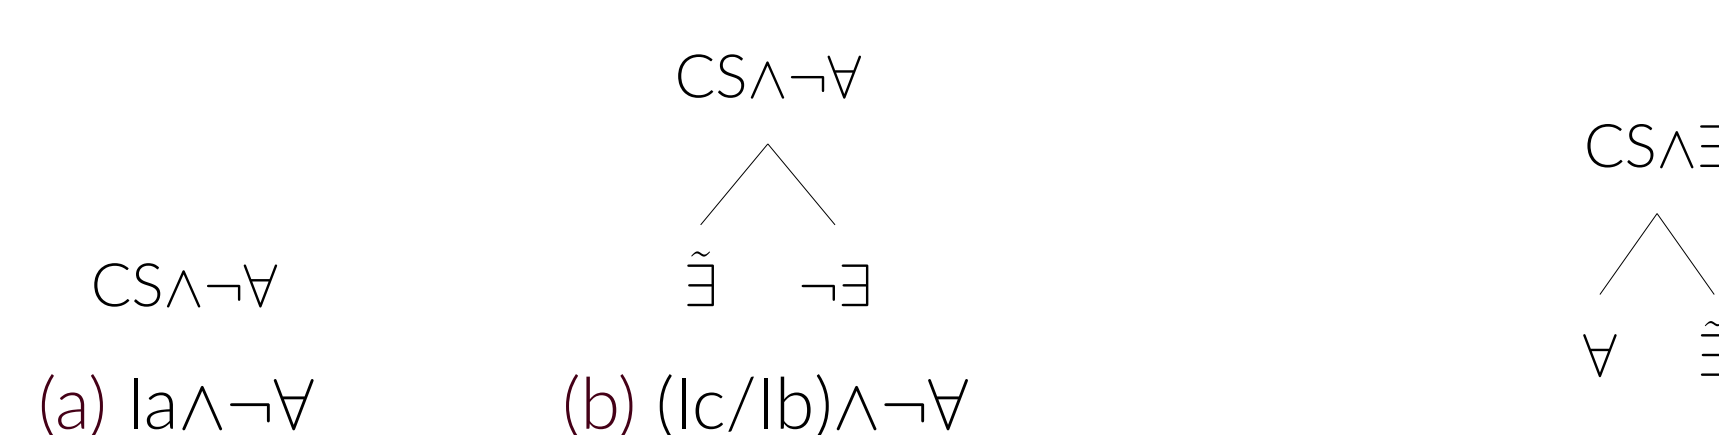 CS∧¬∀
CS∧∃
CS∧¬∀
∃̃ ¬∃
∀ ∃̃
(a) Ia∧¬∀ (b) (Ic/Ib)∧¬∀